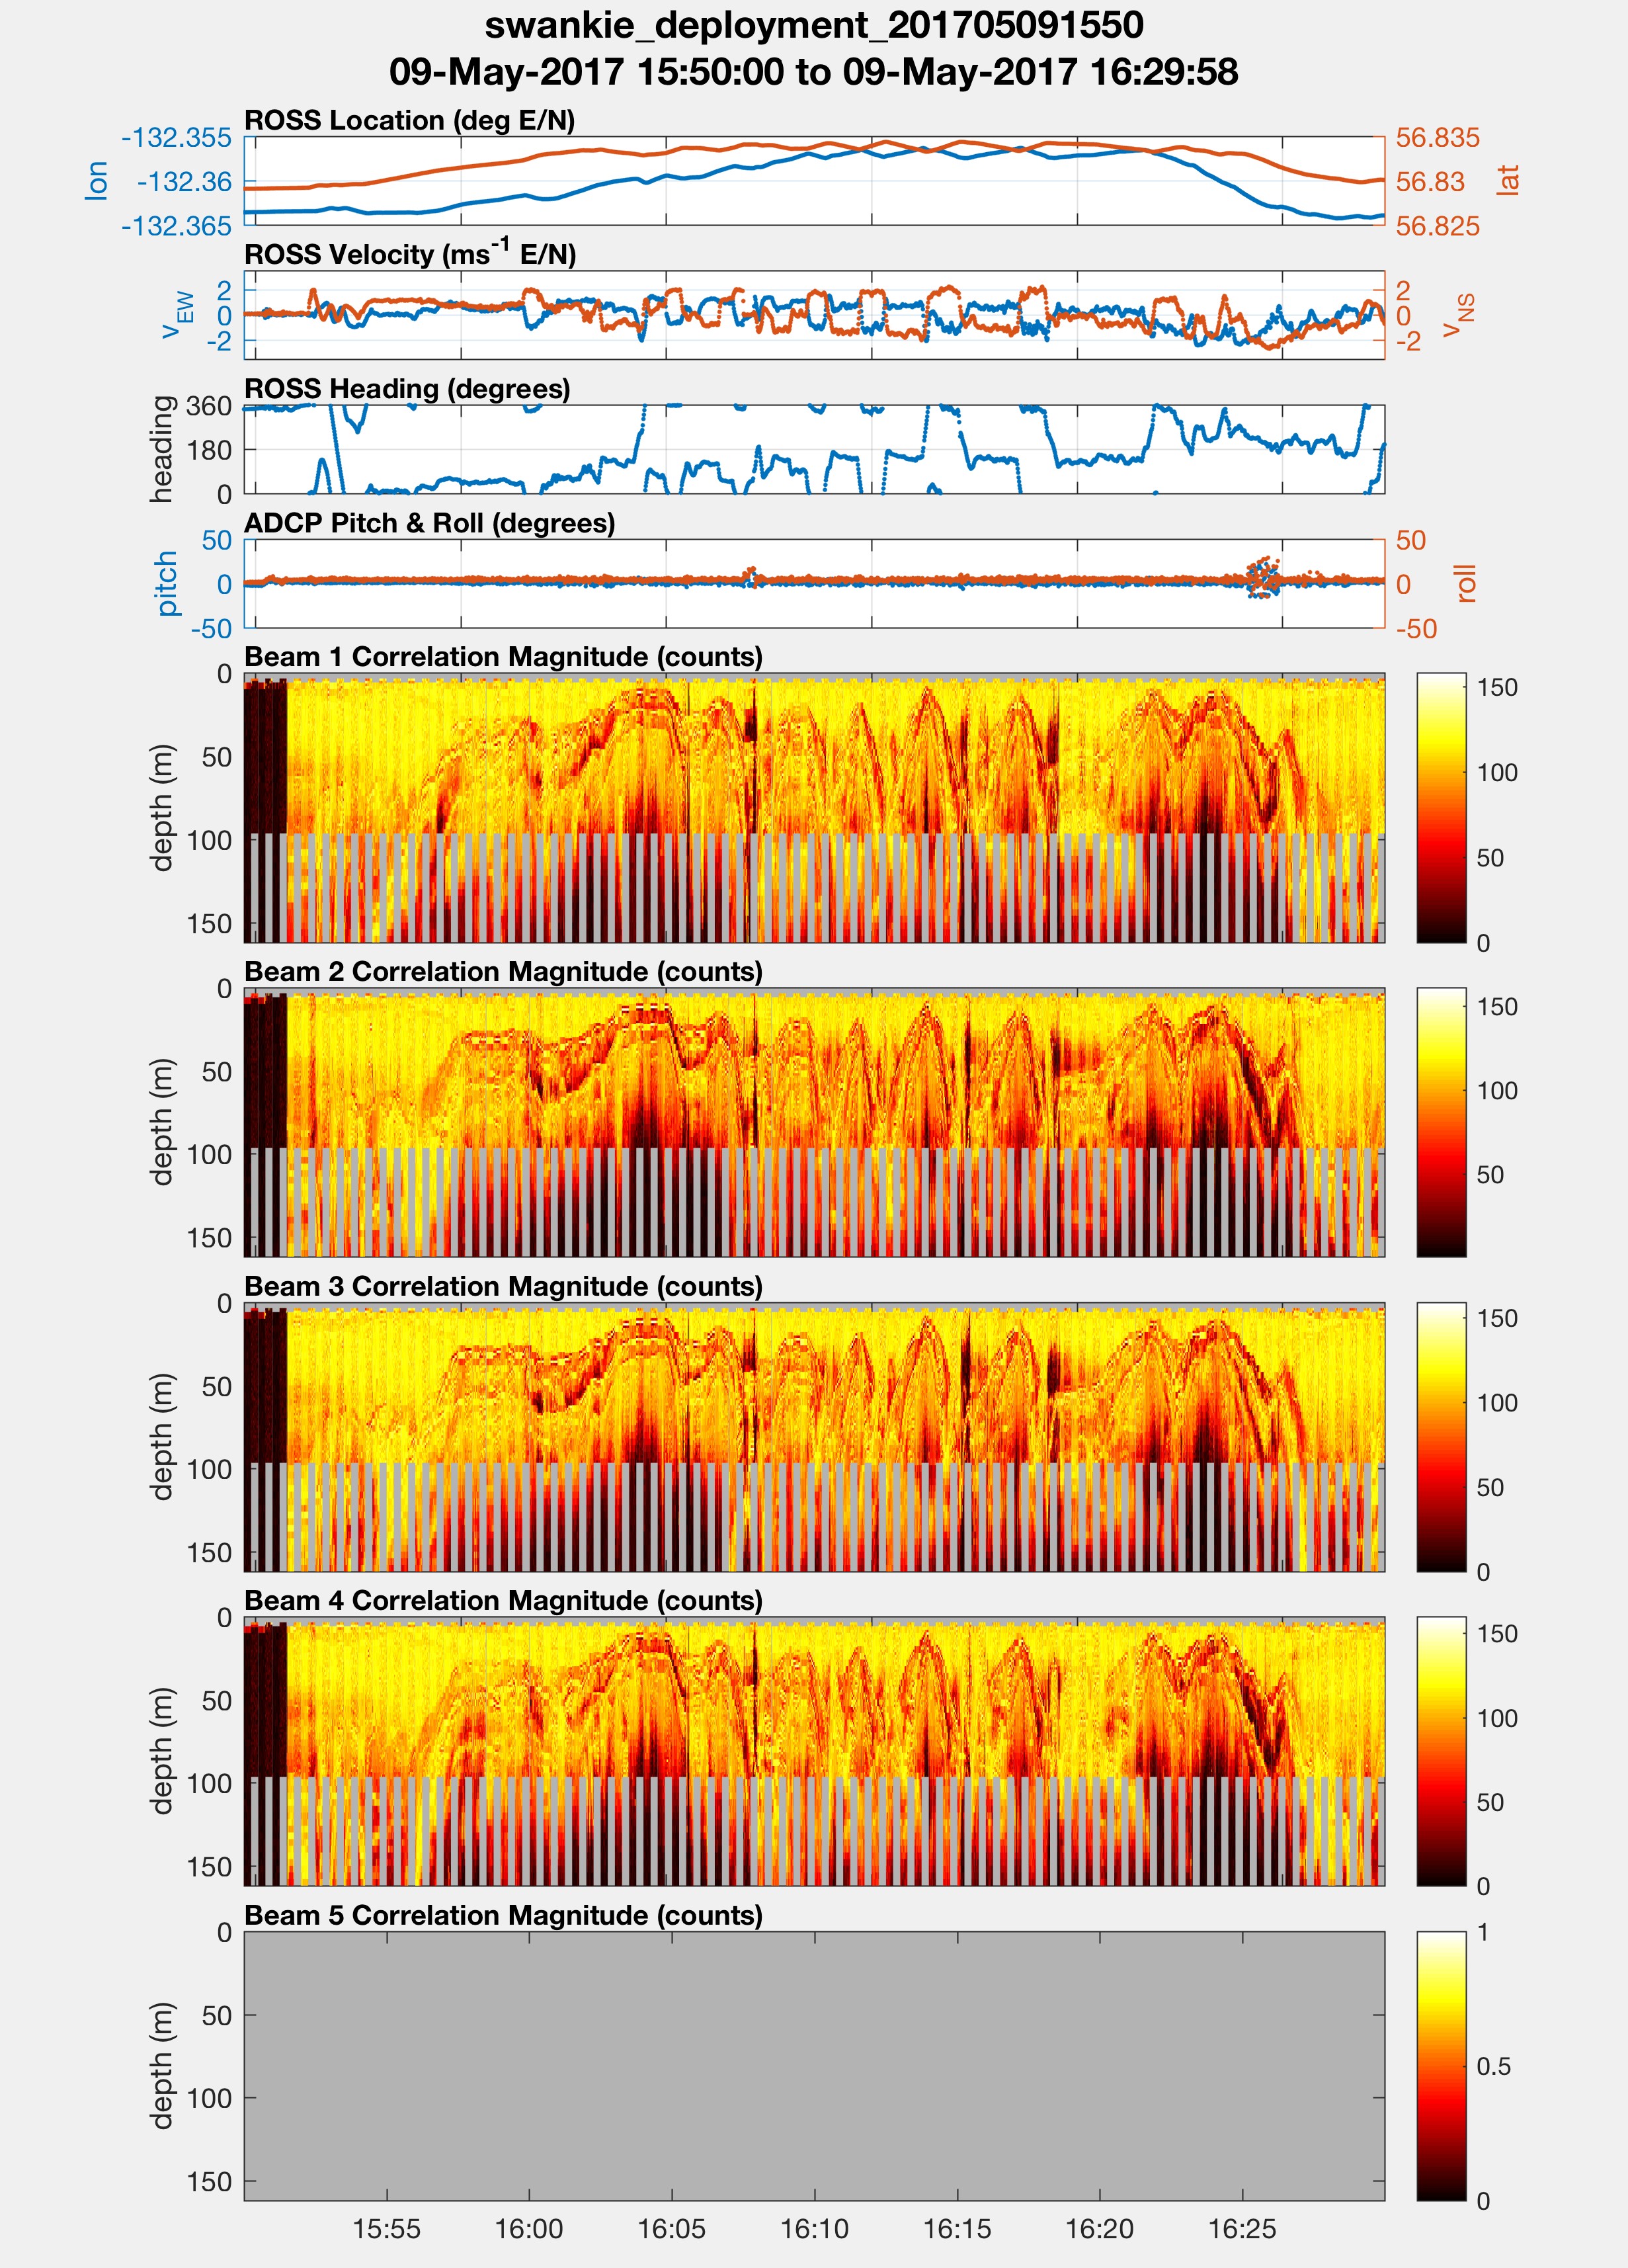 swankie_deployment_201705091550
09-May-2017 15:50:00 to 09-May-2017 16:29:58
ROSS Location (deg E/N)
-132.355
-132.36
-132.365
lon
56.835
56.83
56.825
lat
ROSS Velocity (ms-1 E/N)
2
0
-2
vEW
2
0
-2
vNS
ROSS Heading (degrees)
360
180
0
heading
ADCP Pitch & Roll (degrees)
50
0
-50
pitch
50
0
-50
roll
Beam 1 Correlation Magnitude (counts)
0
50
100
150
depth (m)
150
100
50
0
Beam 2 Correlation Magnitude (counts)
0
50
100
150
depth (m)
150
100
50
Beam 3 Correlation Magnitude (counts)
0
50
100
150
depth (m)
150
100
50
0
Beam 4 Correlation Magnitude (counts)
0
50
100
150
depth (m)
150
100
50
0
Beam 5 Correlation Magnitude (counts)
0
50
100
150
depth (m)
1
0.5
0
15:55 16:00 16:05 16:10 16:15 16:20 16:25